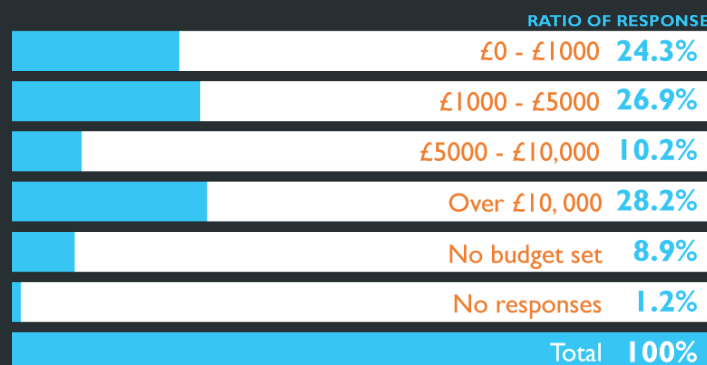 RATIO OF RESPONSE
£0 - £1000 24.3%
£1000 - £5000 26.9%
£5000 - £10,000 10.2%
Over £10, 000 28.2%
No budget set 8.9%
No responses 1.2%
Total 100%